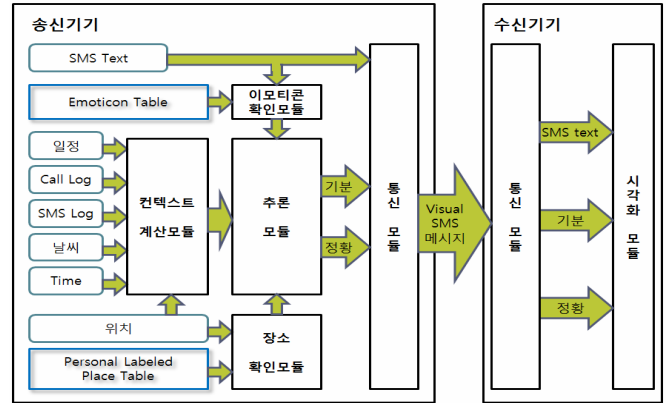 송신기기
수신기기
SMS Text
Emoticon Table
이모티콘
확인모듈
일정
Call Log
SMS Log
날씨
Time
컨텍스트
계산모듈
추론
모듈
기분
정황
통신 모듈
Visual
SMS
메시지
통신 모듈
SMS text
기분
정황
시각화 모듈
위치
Personal Labeled
Place Table
장소
확인모듈